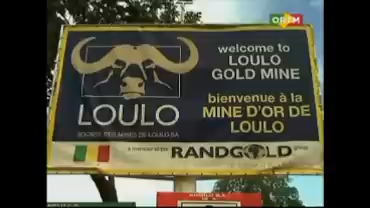 ORTM
welcome to
LOULO
GOLD MINE
bienvenue à la
MINE D'OR DE
LOULO
LOULO
SOCIETE DES MINES DE LOULO SA
a member of the RANDGOLD group